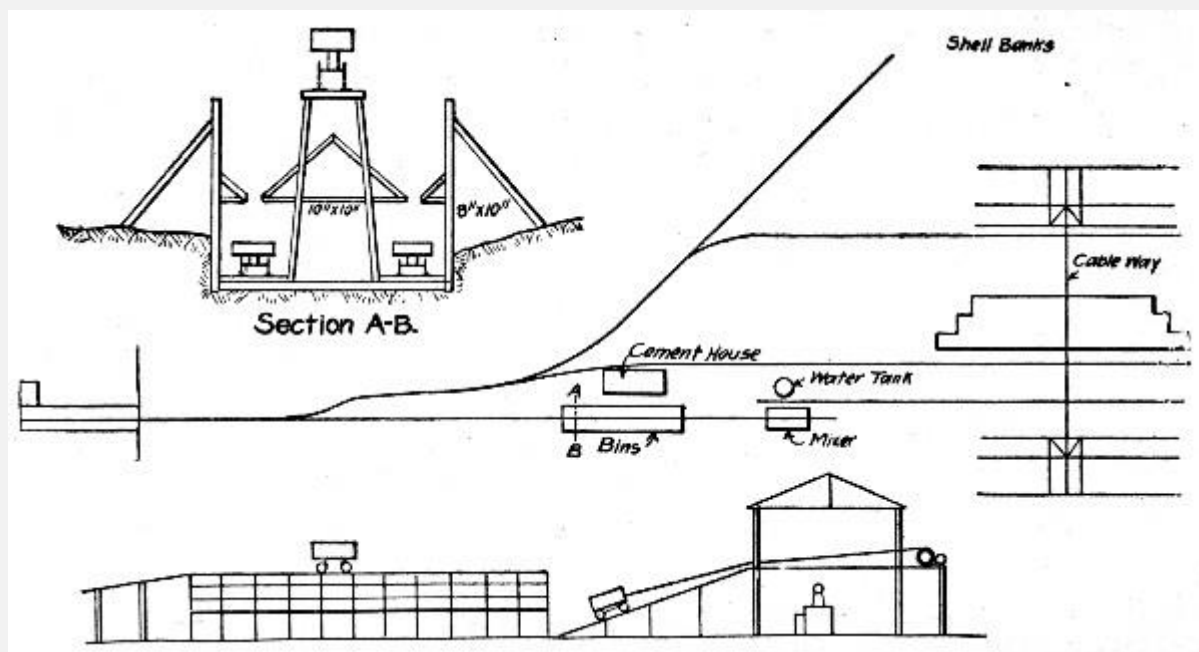 Shell Banks
10"x10"
8"x10"
Section A-B.
Cable Way
Cement House
Water Tank
A
B
Bins
Mixer